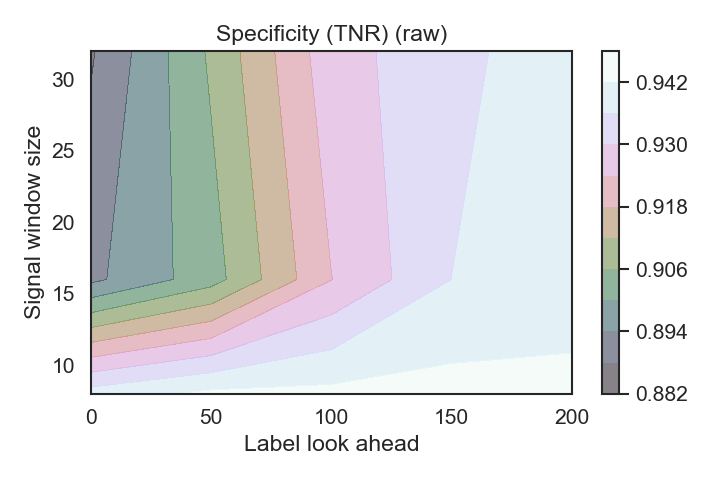 Specificity (TNR) (raw)
Signal window size
30
25
20
15
10
0 50 100 150 200
Label look ahead
0.942
0.930
0.918
0.906
0.894
0.882